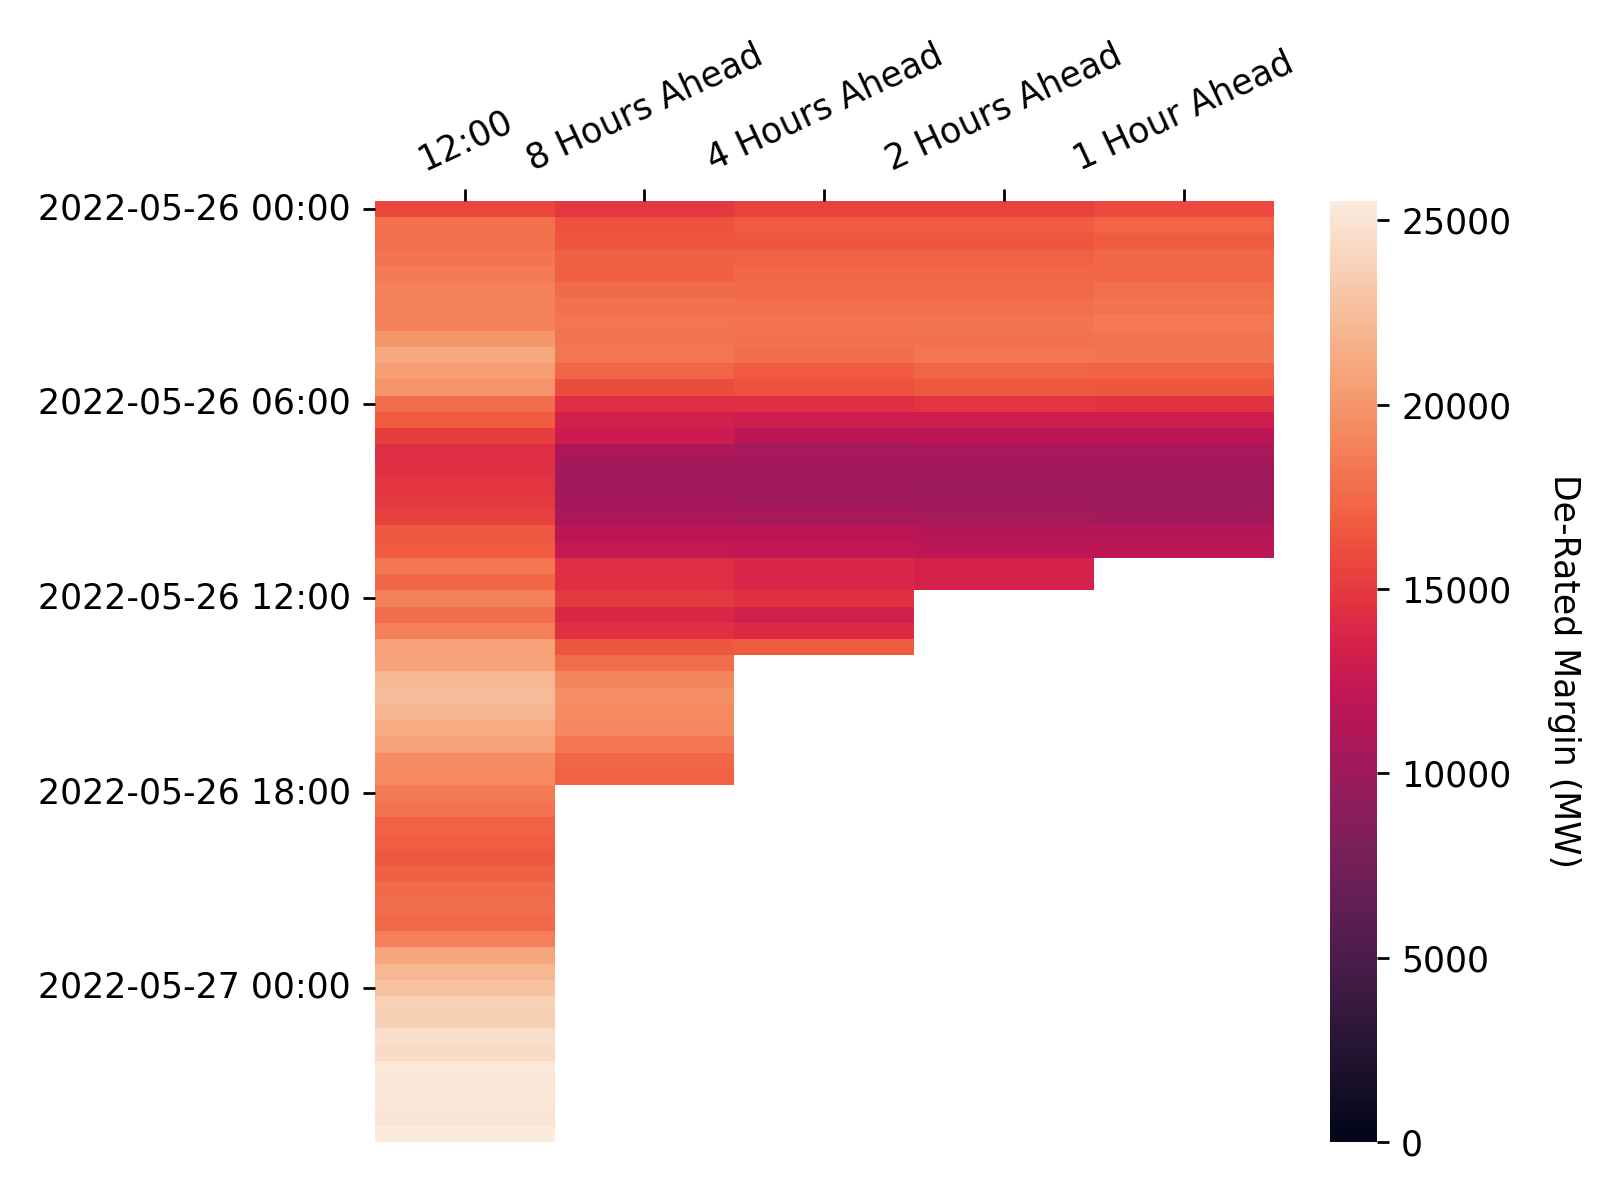 12:00
8 Hours Ahead
4 Hours Ahead
2 Hours Ahead
1 Hour Ahead
2022-05-26 00:00
2022-05-26 06:00
2022-05-26 12:00
2022-05-26 18:00
2022-05-27 00:00
25000
20000
15000
10000
5000
0
De-Rated Margin (MW)